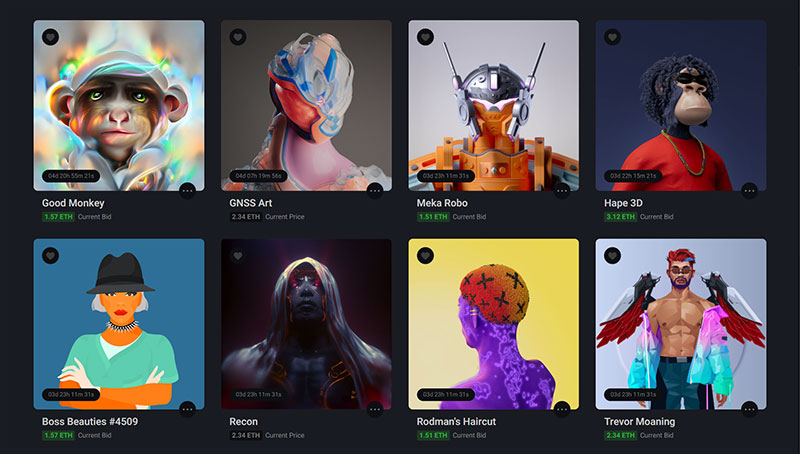 04d 20h 55m 21s
04d 07h 19m 56s
03d 23h 11m 31s
03d 22h 15m 21s
Good Monkey
GNSS Art
Meka Robo
Hape 3D
1.57 ETH Current Bid
2.34 ETH Current Price
1.51 ETH Current Bid
3.12 ETH Current Bid
03d 23h 11m 31s
03d 23h 11m 31s
03d 23h 11m 31s
03d 23h 11m 31s
Boss Beauties #4509
Recon
Rodman's Haircut
Trevor Moaning
1.57 ETH Current Bid
2.34 ETH Current Price
1.51 ETH Current Bid
2.34 ETH Current Bid